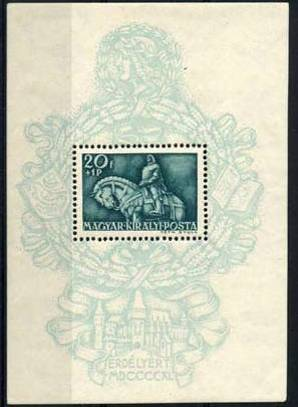 20f
+1P
MAGYAR·KIRÁLYI·POSTA
ERDÉLYÉRT
MDCCCCXL